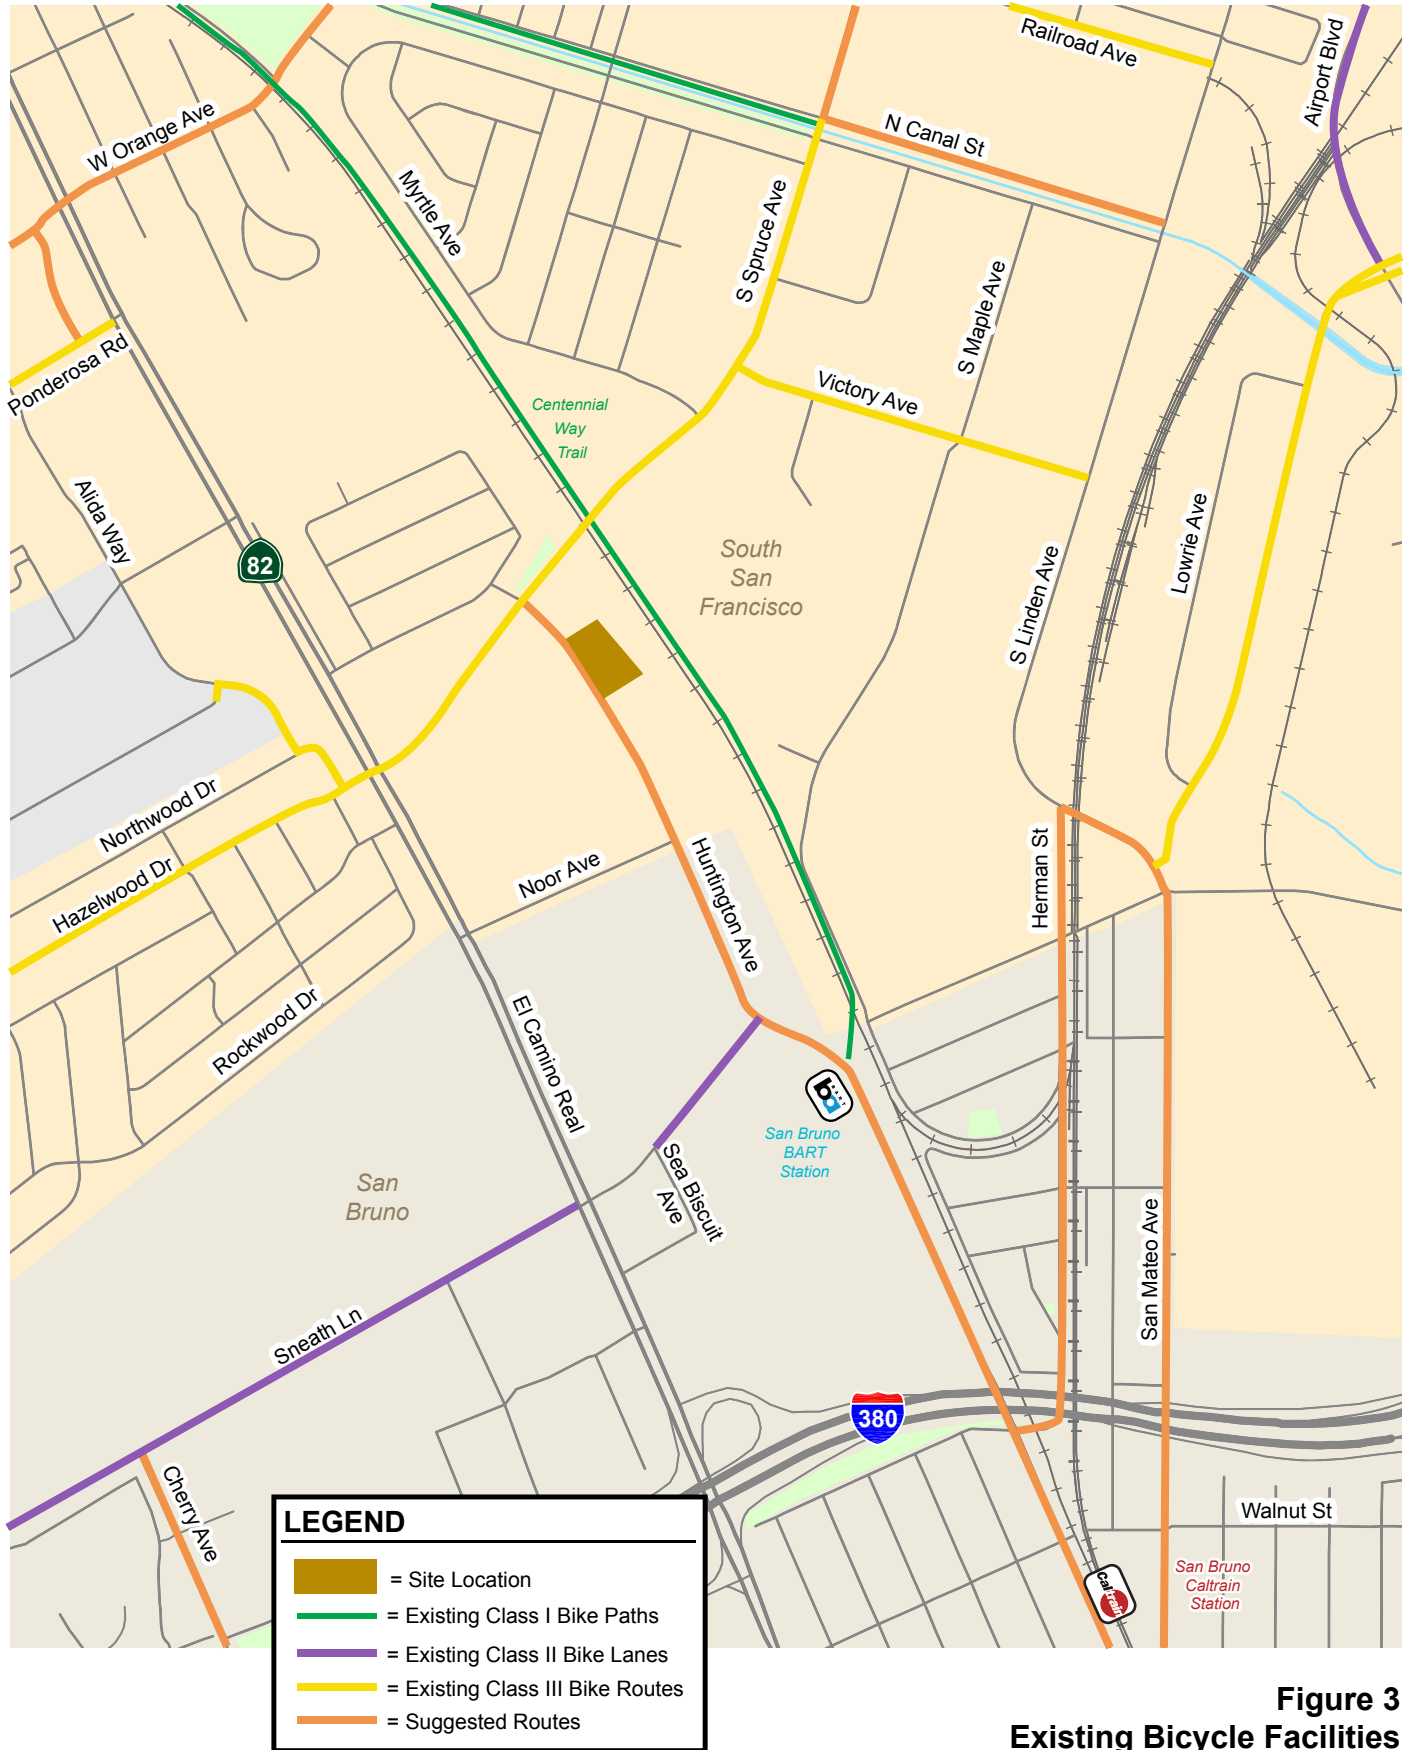 Railroad Ave
Airport Blvd
W Orange Ave
N Canal St
Myrtle Ave
S Spruce Ave
S Maple Ave
Ponderosa Rd
Victory Ave
Centennial
Way
Trail
Alida Way
82
South
San
Francisco
Lowrie Ave
S Linden Ave
Northwood Dr
Hazelwood Dr
Noor Ave
Huntington Ave
Herman St
Rockwood Dr
El Camino Real
ba
BART
San Bruno
BART
Station
Sea Biscuit
Ave
San
Bruno
San Mateo Ave
Sneath Ln
380
Cherry Ave
Walnut St
San Bruno
Caltrain
Station
Caltrain
LEGEND
= Site Location
= Existing Class I Bike Paths
= Existing Class II Bike Lanes
= Existing Class III Bike Routes
= Suggested Routes
Figure 3
Existing Bicycle Facilities